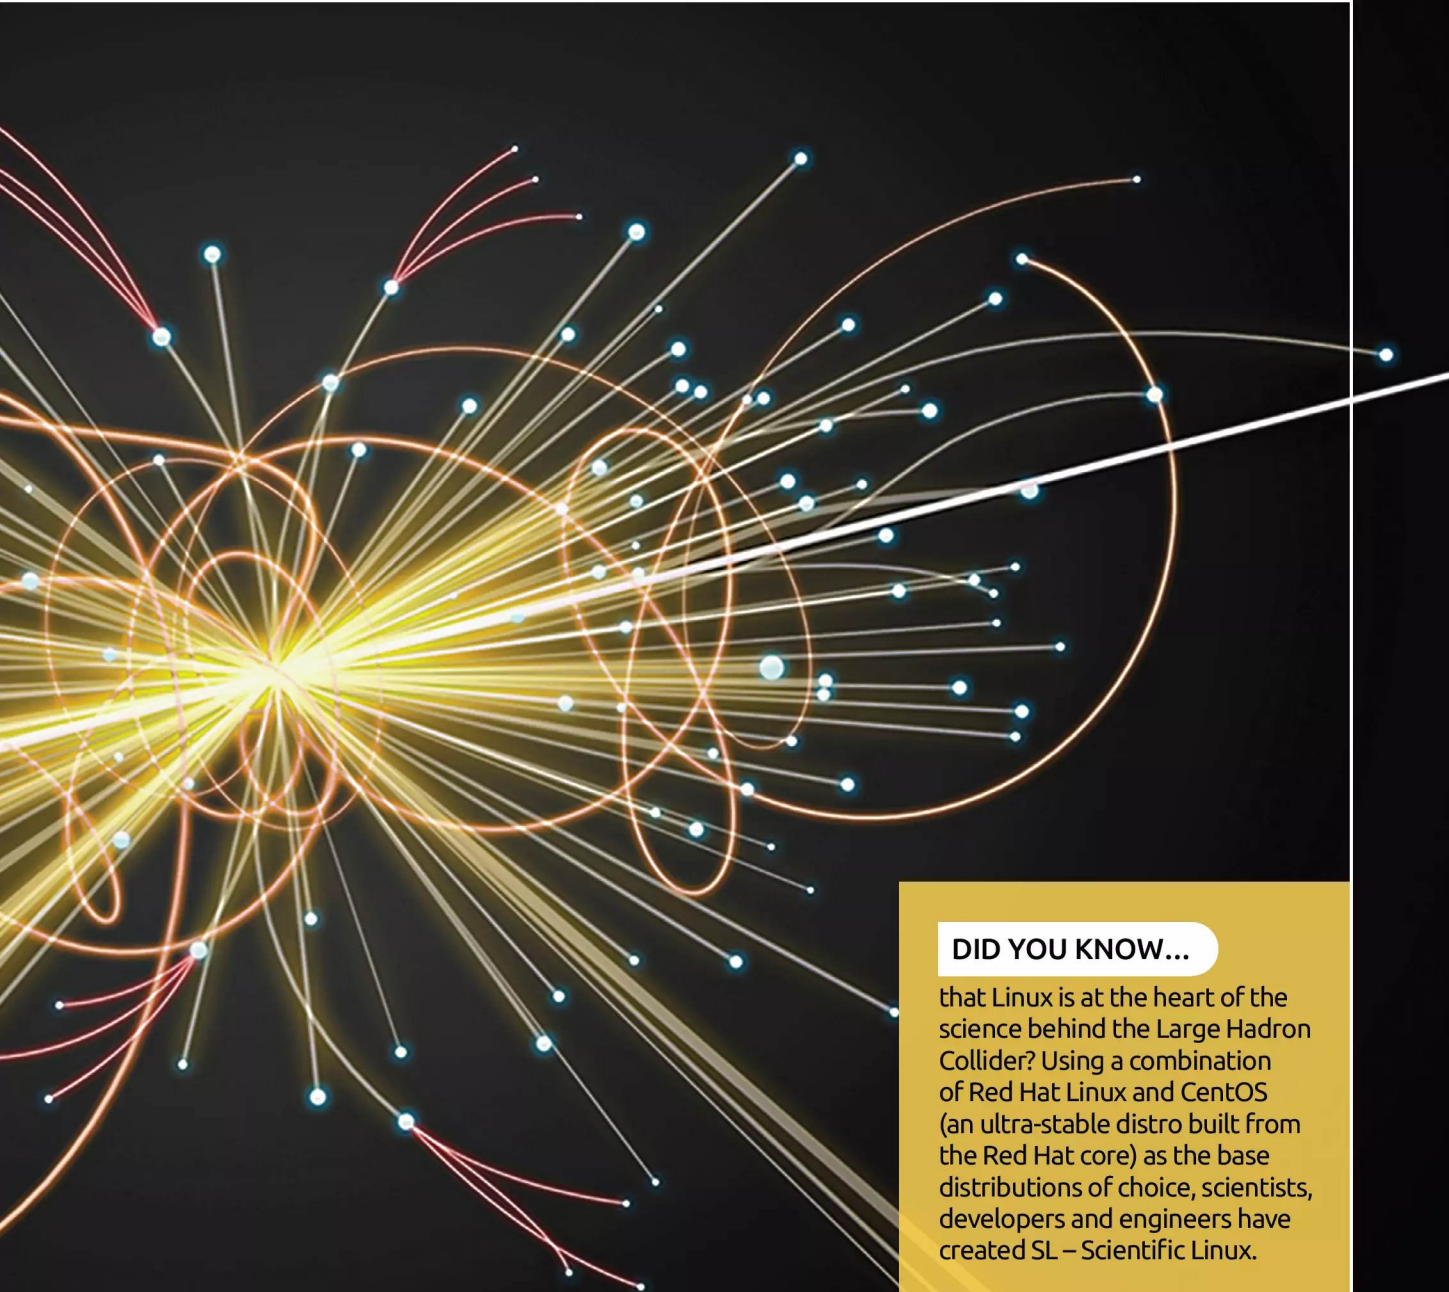 DID YOU KNOW...
that Linux is at the heart of the
science behind the Large Hadron
Collider? Using a combination
of Red Hat Linux and CentOS
(an ultra-stable distro built from
the Red Hat core) as the base
distributions of choice, scientists,
developers and engineers have
created SL – Scientific Linux.